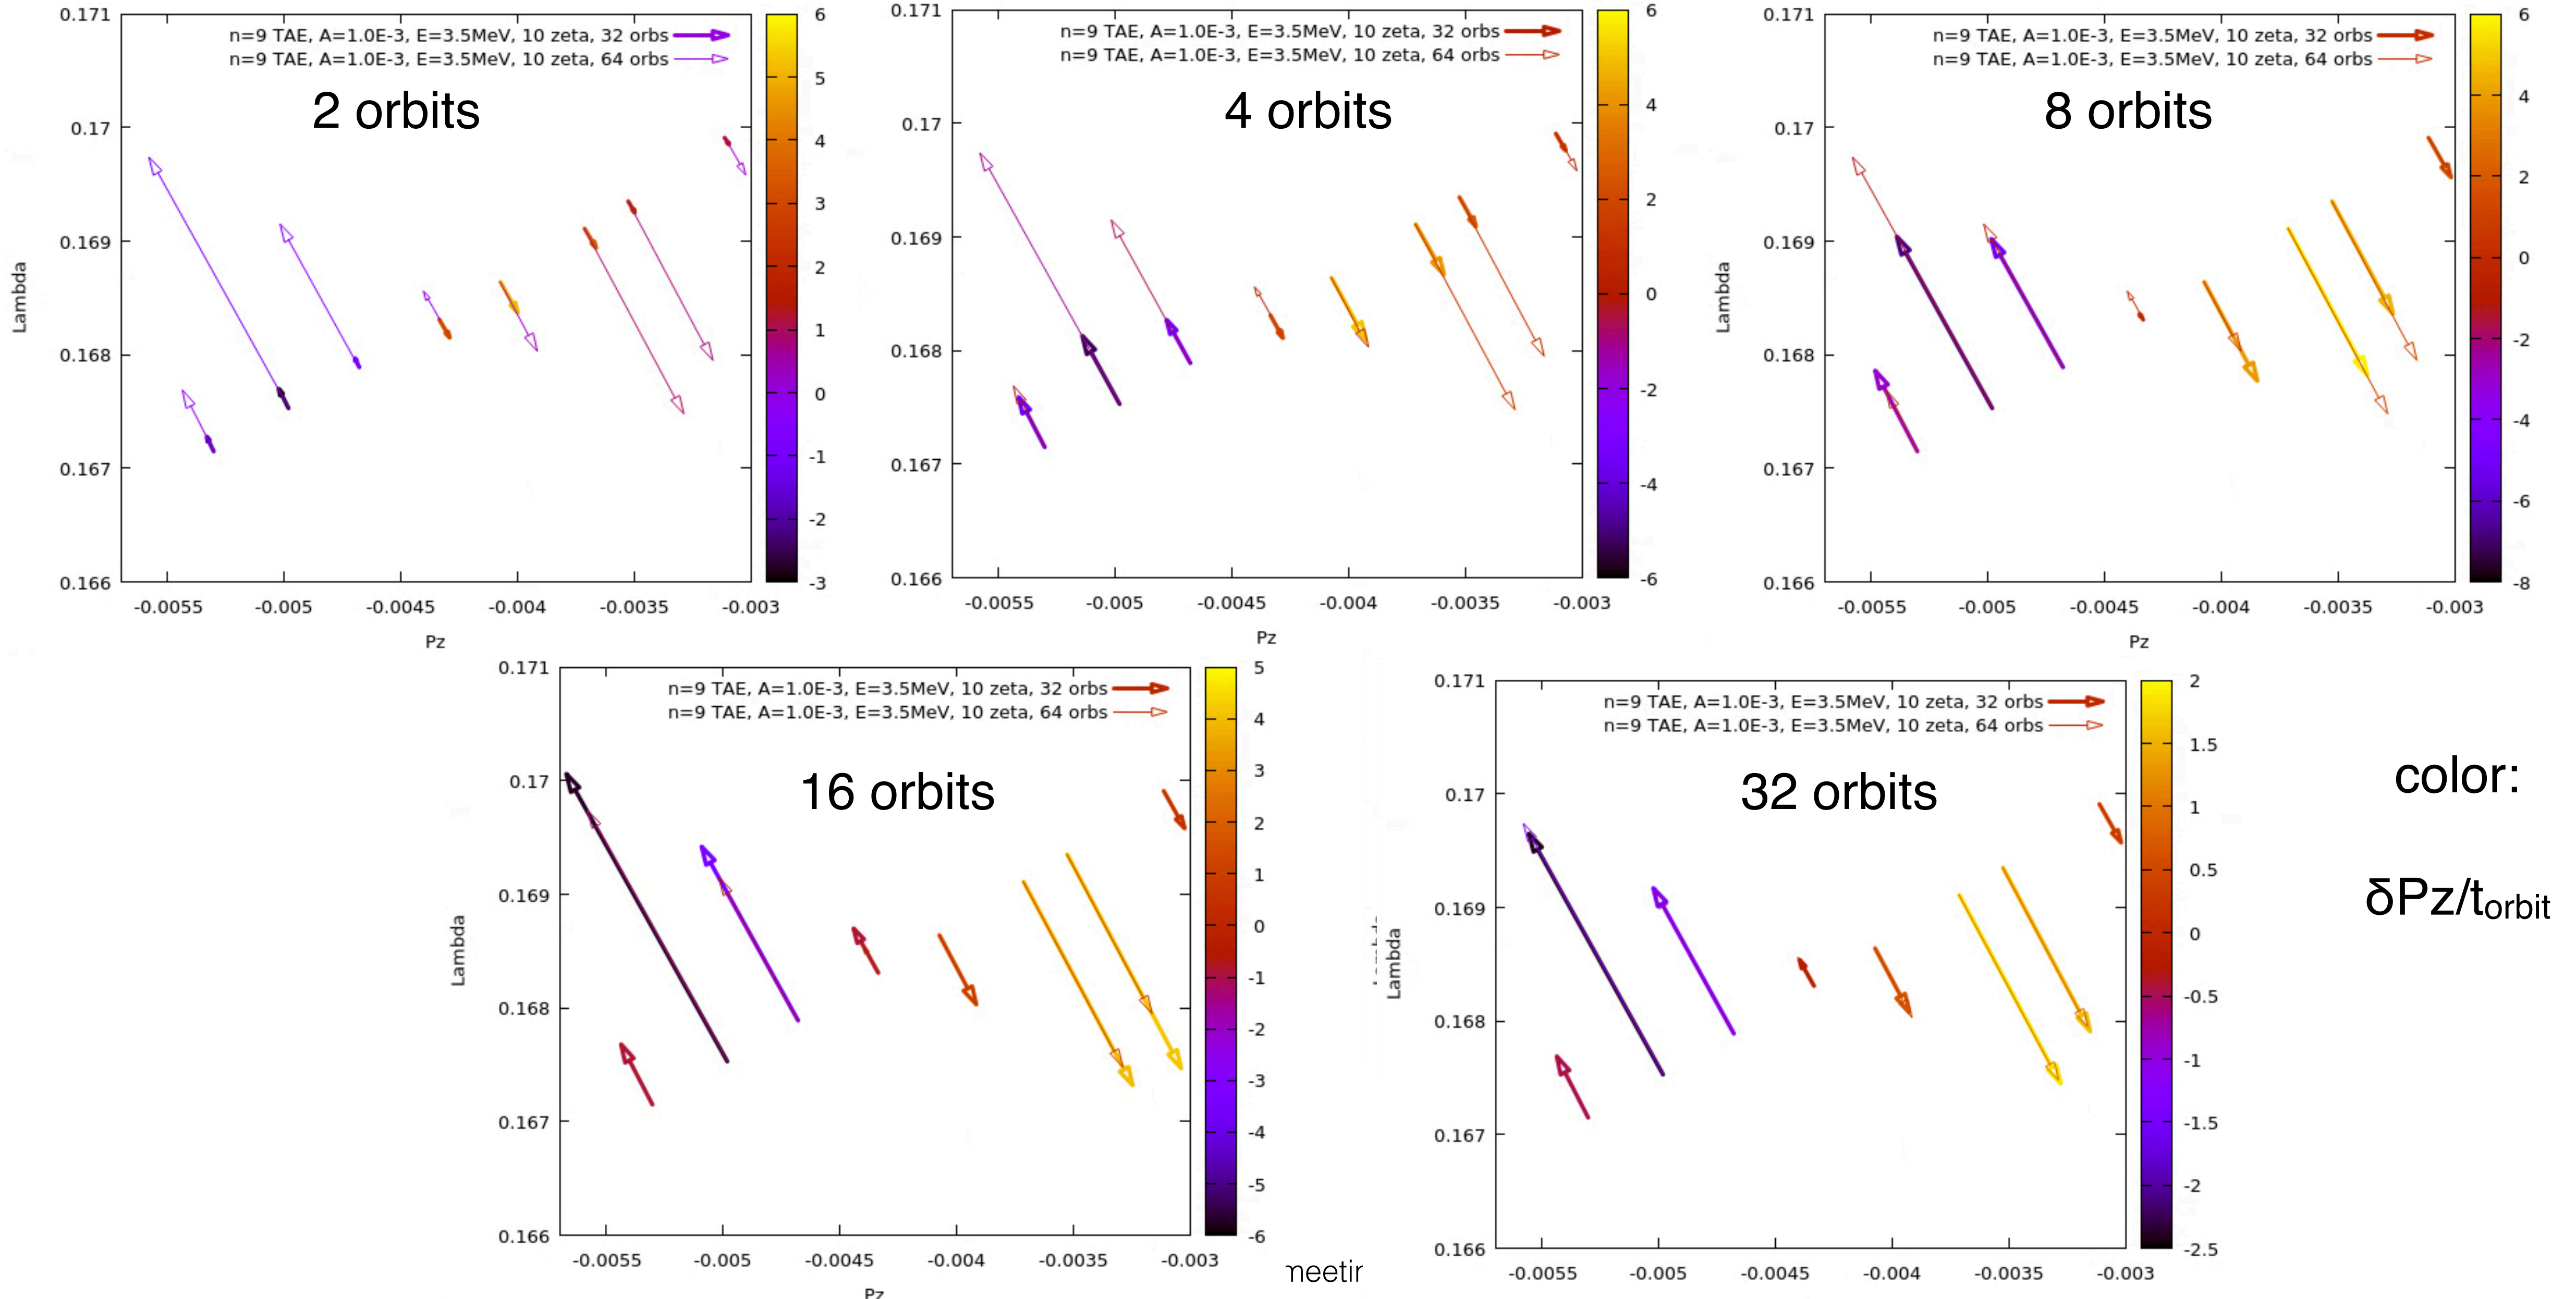 0.171
0.17
0.169
0.168
0.167
0.166
Lambda
n=9 TAE, A=1.0E-3, E=3.5MeV, 10 zeta, 32 orbs
n=9 TAE, A=1.0E-3, E=3.5MeV, 10 zeta, 64 orbs
2 orbits
-0.0055 -0.005 -0.0045 -0.004 -0.0035 -0.003
Pz
6
5
4
3
2
1
0
-1
-2
-3
0.171
0.17
0.169
0.168
0.167
0.166
n=9 TAE, A=1.0E-3, E=3.5MeV, 10 zeta, 32 orbs
n=9 TAE, A=1.0E-3, E=3.5MeV, 10 zeta, 64 orbs
4 orbits
-0.0055 -0.005 -0.0045 -0.004 -0.0035 -0.003
Pz
6
4
2
0
-2
-4
-6
Lambda
0.171
0.17
0.169
0.168
0.167
0.166
n=9 TAE, A=1.0E-3, E=3.5MeV, 10 zeta, 32 orbs
n=9 TAE, A=1.0E-3, E=3.5MeV, 10 zeta, 64 orbs
8 orbits
-0.0055 -0.005 -0.0045 -0.004 -0.0035 -0.003
Pz
6
4
2
0
-2
-4
-6
-8
Lambda
0.171
0.17
0.169
0.168
0.167
0.166
n=9 TAE, A=1.0E-3, E=3.5MeV, 10 zeta, 32 orbs
n=9 TAE, A=1.0E-3, E=3.5MeV, 10 zeta, 64 orbs
16 orbits
-0.0055 -0.005 -0.0045 -0.004 -0.0035 -0.003
Pz
5
4
3
2
1
0
-1
-2
-3
-4
-5
-6
Lambda
0.171
0.17
0.169
0.168
0.167
0.166
n=9 TAE, A=1.0E-3, E=3.5MeV, 10 zeta, 32 orbs
n=9 TAE, A=1.0E-3, E=3.5MeV, 10 zeta, 64 orbs
32 orbits
-0.0055 -0.005 -0.0045 -0.004 -0.0035 -0.003
2
1.5
1
0.5
0
-0.5
-1
-1.5
-2
-2.5
color:
δPz/torbit